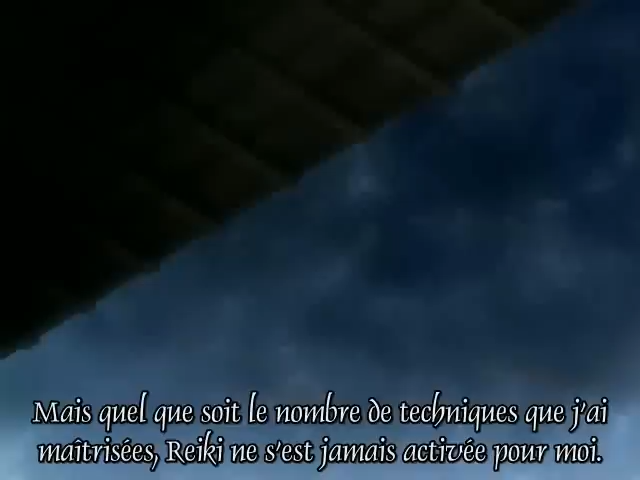 Mais quel que soit le nombre de techniques que j'ai
maîtrisées, Reiki ne s'est jamais activée pour moi.